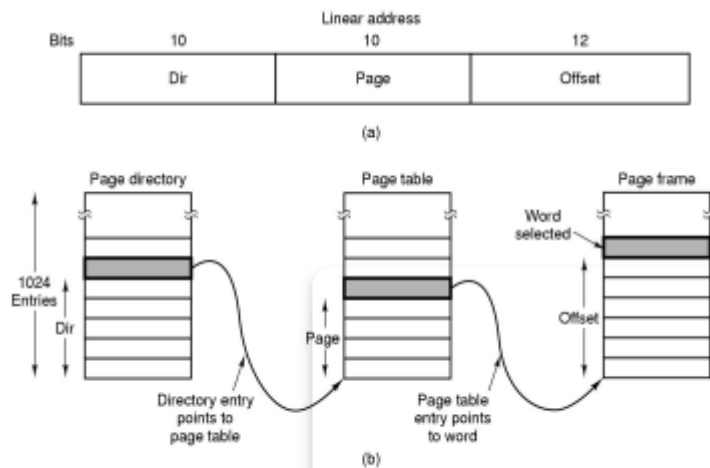 Linear address
Bits 10 10 12
Dir Page Offset
(a)
Page directory Page table Page frame
Word
selected
1024
Entries
Dir
Page
Offset
Directory entry
points to
page table
Page table
entry points
to word
(b)